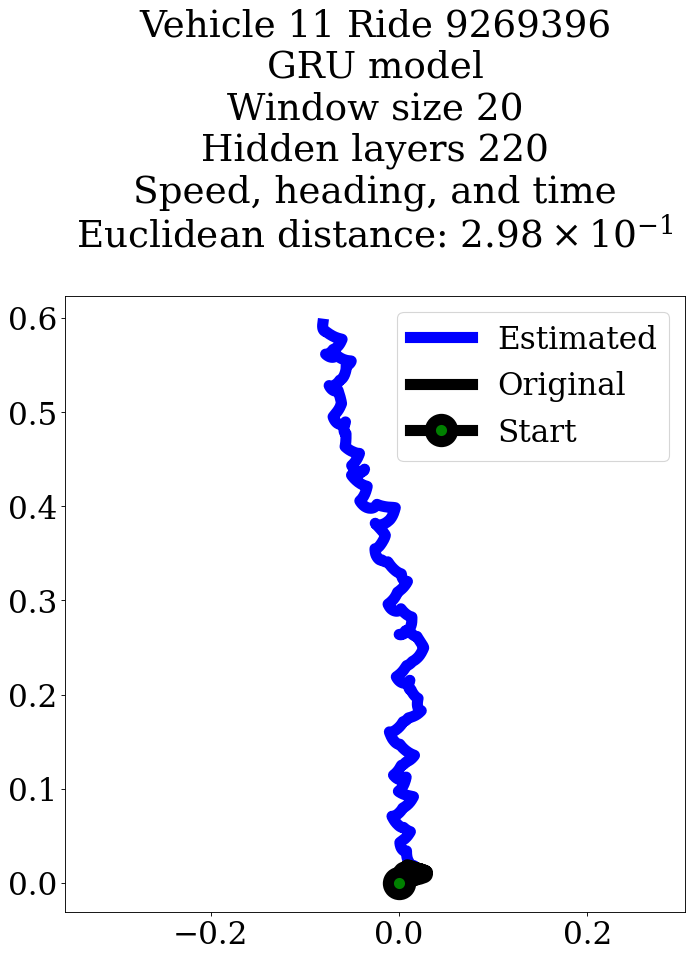 Vehicle 11 Ride 9269396
GRU model
Window size 20
Hidden layers 220
Speed, heading, and time
Euclidean distance: 2.98 × 10⁻¹
Estimated
Original
Start
0.6
0.5
0.4
0.3
0.2
0.1
0.0
−0.2 0.0 0.2